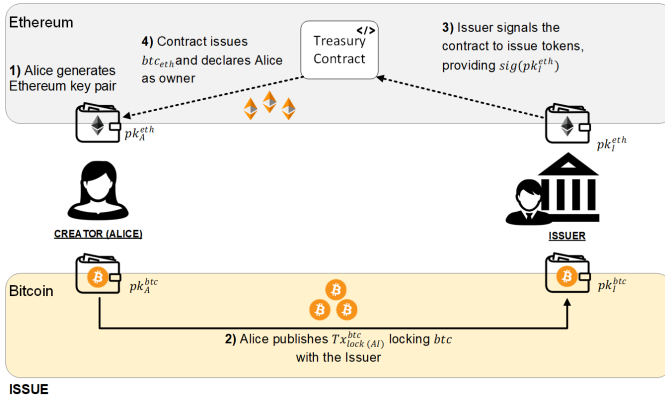 Ethereum
4) Contract issues
btc_eth and declares Alice
as owner
</>
Treasury
Contract
3) Issuer signals the
contract to issue tokens,
providing sig(pk_I^eth)
1) Alice generates
Ethereum key pair
pk_A^eth
pk_I^eth
CREATOR (ALICE)
ISSUER
Bitcoin
pk_A^btc
pk_I^btc
2) Alice publishes Tx_lock (AI)^btc locking btc
with the Issuer
ISSUE